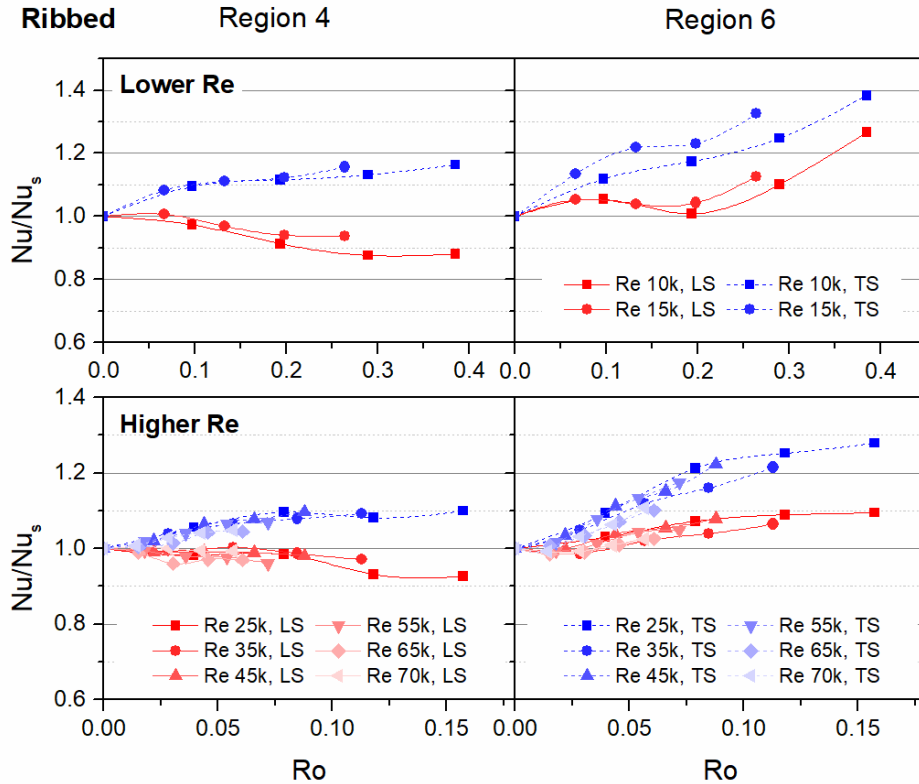 Ribbed Region 4 Region 6
Lower Re
Nu/Nus
1.4
1.2
1.0
0.8
0.6
0.0 0.1 0.2 0.3 0.4
0.0 0.1 0.2 0.3 0.4
Re 10k, LS Re 10k, TS
Re 15k, LS Re 15k, TS
Higher Re
Nu/Nus
1.4
1.2
1.0
0.8
0.6
Re 25k, LS Re 55k, LS
Re 35k, LS Re 65k, LS
Re 45k, LS Re 70k, LS
Re 25k, TS Re 55k, TS
Re 35k, TS Re 65k, TS
Re 45k, TS Re 70k, TS
0.00 0.05 0.10 0.15
0.00 0.05 0.10 0.15
Ro Ro